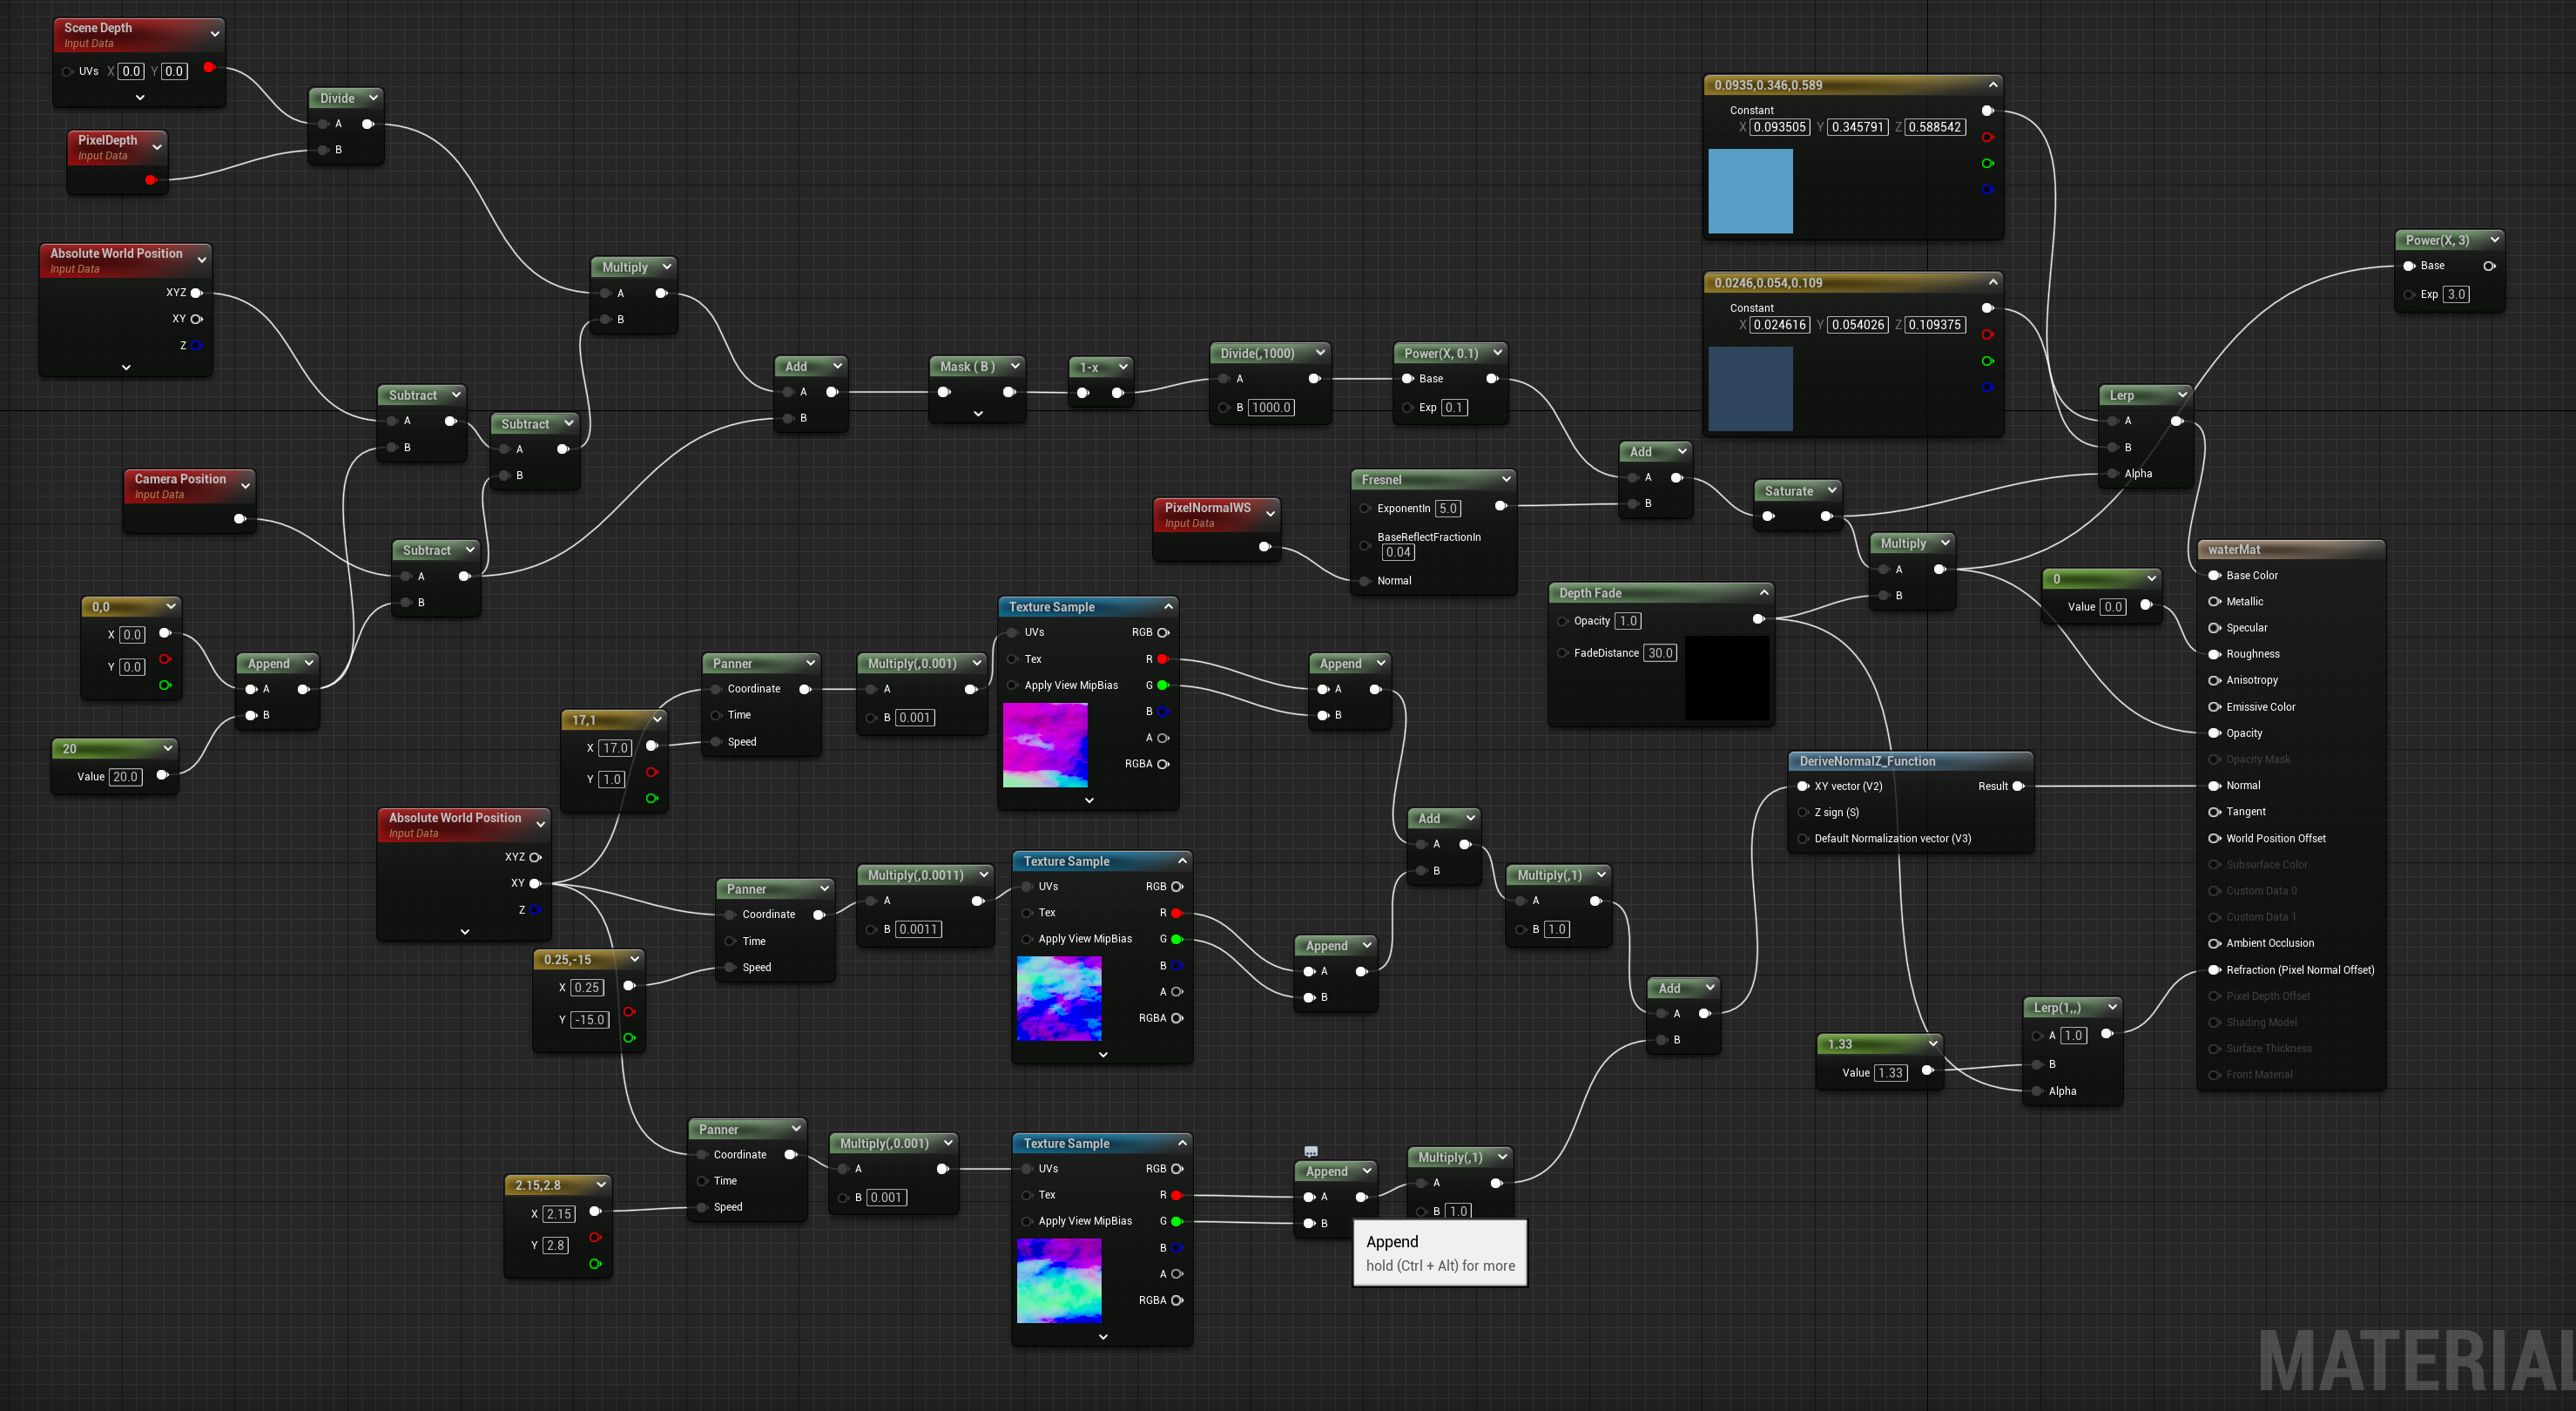 Scene Depth
Input Data
UVs X 0.0 Y 0.0
PixelDepth
Input Data
Divide
A
B
Absolute World Position
Input Data
XYZ
XY
Z
Camera Position
Input Data
0,0
X 0.0
Y 0.0
20
Value 20.0
Append
A
B
Subtract
A
B
Subtract
A
B
Subtract
A
B
Multiply
A
B
Add
A
B
Mask ( B )
1-x
Divide(,1000)
A
B 1000.0
Power(X, 0.1)
Base
Exp 0.1
PixelNormalWS
Input Data
Fresnel
ExponentIn 5.0
BaseReflectFractionIn
0.04
Normal
Add
A
B
Saturate
0.0935,0.346,0.589
Constant
X 0.093505 Y 0.345791 Z 0.588542
0.0246,0.054,0.109
Constant
X 0.024616 Y 0.054026 Z 0.109375
Lerp
A
B
Alpha
Power(X, 3)
Base
Exp 3.0
Multiply
A
B
Depth Fade
Opacity 1.0
FadeDistance 30.0
0
Value 0.0
Absolute World Position
Input Data
XYZ
XY
Z
17,1
X 17.0
Y 1.0
Panner
Coordinate
Time
Speed
Multiply(,0.001)
A
B 0.001
Texture Sample
UVs RGB
Tex R
Apply View MipBias G
B
A
RGBA
Append
A
B
0.25,-15
X 0.25
Y -15.0
Panner
Coordinate
Time
Speed
Multiply(,0.0011)
A
B 0.0011
Texture Sample
UVs RGB
Tex R
Apply View MipBias G
B
A
RGBA
Append
A
B
Add
A
B
Multiply(,1)
A
B 1.0
2.15,2.8
X 2.15
Y 2.8
Panner
Coordinate
Time
Speed
Multiply(,0.001)
A
B 0.001
Texture Sample
UVs RGB
Tex R
Apply View MipBias G
B
A
RGBA
Append
A
B
Multiply(,1)
A
B 1.0
Append
hold (Ctrl + Alt) for more
Add
A
B
DeriveNormalZ_Function
XY vector (V2) Result
Z sign (S)
Default Normalization vector (V3)
1.33
Value 1.33
Lerp(1,,)
A 1.0
B
Alpha
waterMat
Base Color
Metallic
Specular
Roughness
Anisotropy
Emissive Color
Opacity
Opacity Mask
Normal
Tangent
World Position Offset
Subsurface Color
Custom Data 0
Custom Data 1
Ambient Occlusion
Refraction (Pixel Normal Offset)
Pixel Depth Offset
Shading Model
Surface Thickness
Front Material
MATERIAL